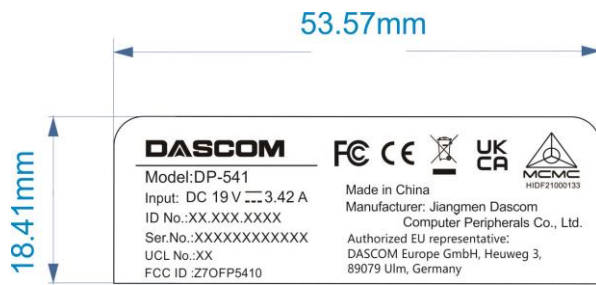 53.57mm
18.41mm
DASCOM
Model:DP-541
Input: DC 19 V 3.42 A
ID No.:XX.XXX.XXXX
Ser.No.:XXXXXXXXXXXX
UCL No.:XX
FCC ID :Z7OFP5410
FC CE UK CA
MCMC
HIDF21000133
Made in China
Manufacturer: Jiangmen Dascom
Computer Peripherals Co., Ltd.
Authorized EU representative:
DASCOM Europe GmbH, Heuweg 3,
89079 Ulm, Germany